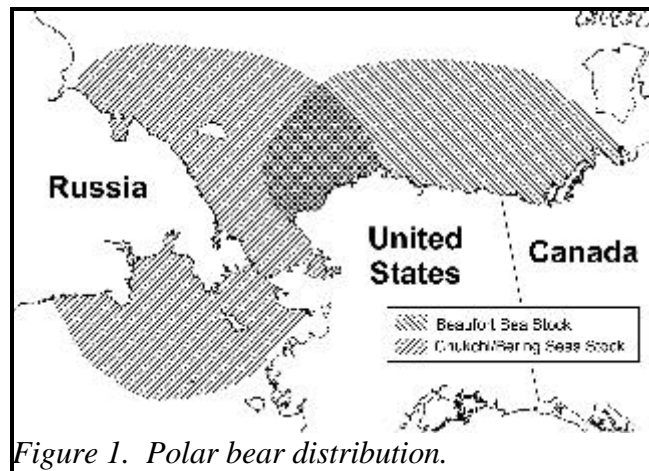 Russia
United
States
Canada
Beaufort Sea Stock
Chukchi/Bering Seas Stock
Figure 1. Polar bear distribution.